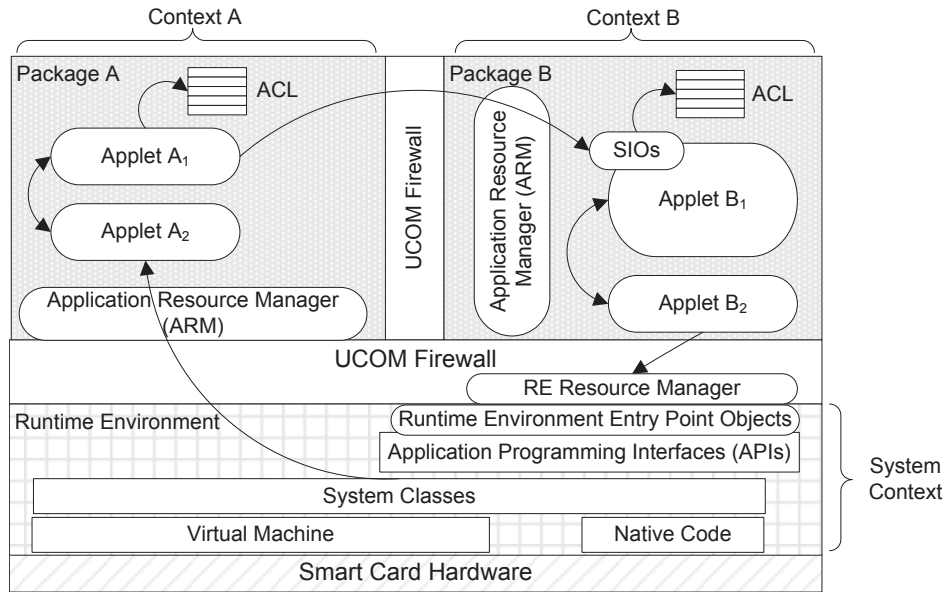 Context A
Context B
Package A
ACL
Applet A1
Applet A2
Application Resource Manager
(ARM)
UCOM Firewall
Package B
Application Resource
Manager (ARM)
ACL
SIOs
Applet B1
Applet B2
UCOM Firewall
RE Resource Manager
Runtime Environment
Runtime Environment Entry Point Objects
Application Programming Interfaces (APIs)
System Classes
Virtual Machine
Native Code
System
Context
Smart Card Hardware